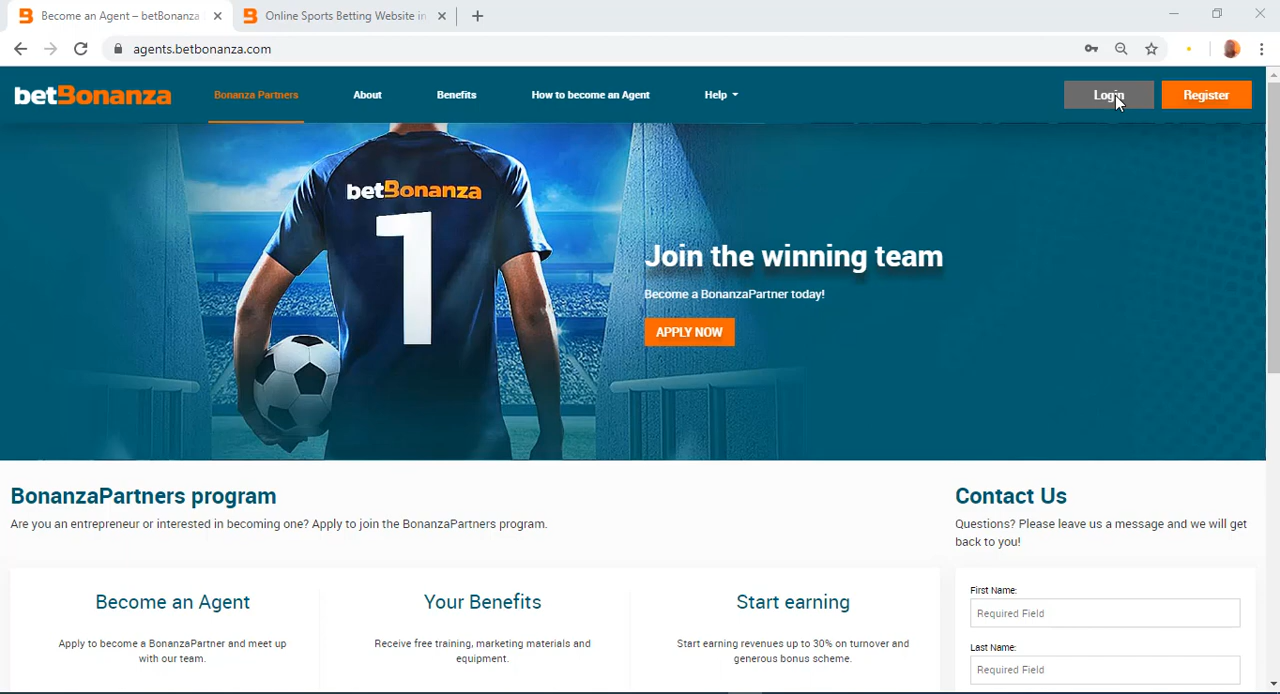 Become an Agent – betBonanza
Online Sports Betting Website in
agents.betbonanza.com
betBonanza
Bonanza Partners
About
Benefits
How to become an Agent
Help
Login
Register
betBonanza
1
Join the winning team
Become a BonanzaPartner today!
APPLY NOW
BonanzaPartners program
Are you an entrepreneur or interested in becoming one? Apply to join the BonanzaPartners program.
Become an Agent
Apply to become a BonanzaPartner and meet up
with our team.
Your Benefits
Receive free training, marketing materials and
equipment.
Start earning
Start earning revenues up to 30% on turnover and
generous bonus scheme.
Contact Us
Questions? Please leave us a message and we will get
back to you!
First Name:
Required Field
Last Name:
Required Field